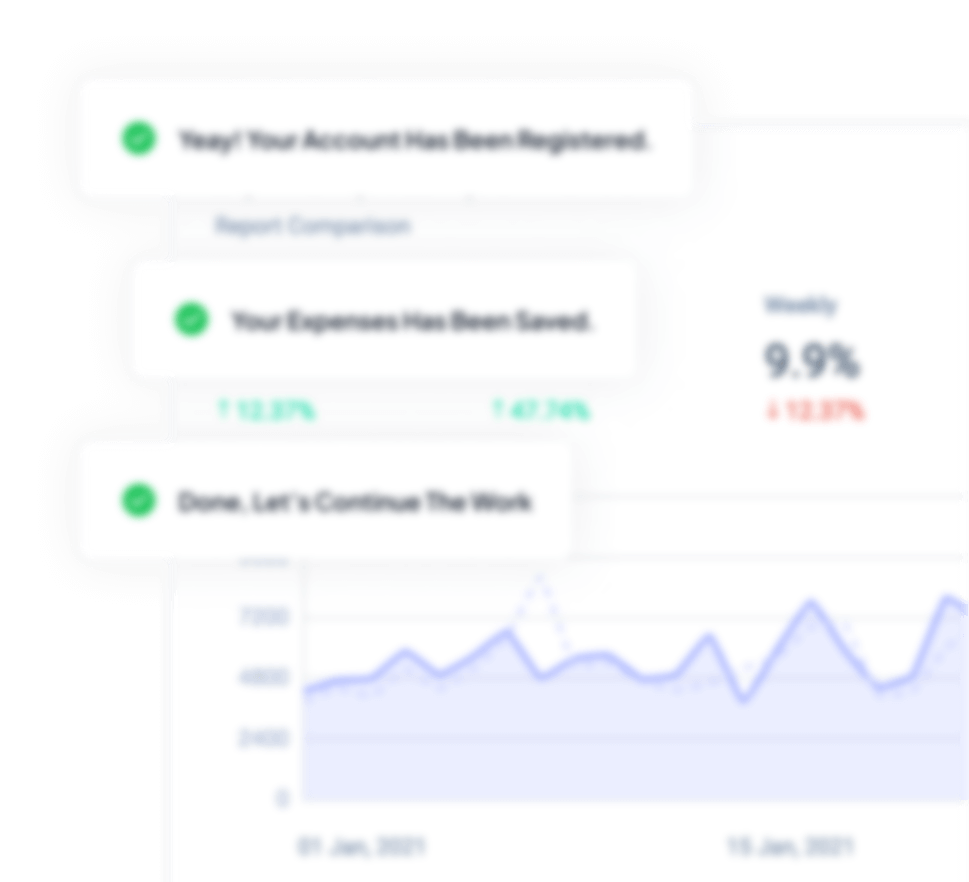 Yeay! Your Account Has Been Registered.
Report Comparison
Your Expenses Has Been Saved.
Weekly
9.9%
↑ 12.37%
↑ 47.74%
↓ 12.37%
Done, Let's Continue The Work
7200
4800
2400
0
01 Jan, 2021
15 Jan, 2021